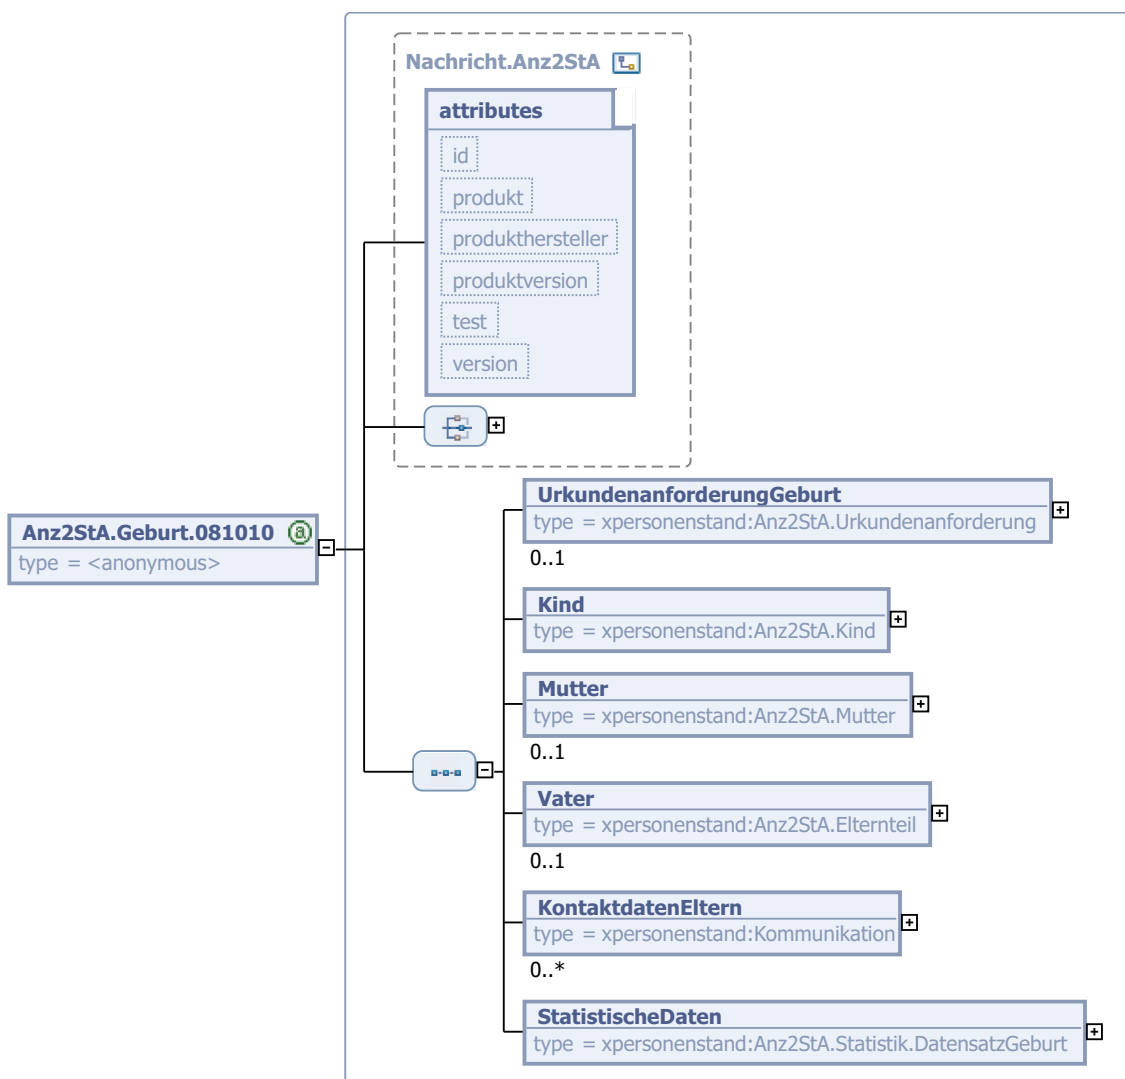 Nachricht.Anz2StA
attributes
id
produkt
produkthersteller
produktversion
test
version
Anz2StA.Geburt.081010
type = <anonymous>
UrkundenanforderungGeburt
type = xpersonenstand:Anz2StA.Urkundenanforderung
0..1
Kind
type = xpersonenstand:Anz2StA.Kind
Mutter
type = xpersonenstand:Anz2StA.Mutter
0..1
Vater
type = xpersonenstand:Anz2StA.Elternteil
0..1
KontaktdatenEltern
type = xpersonenstand:Kommunikation
0..*
StatistischeDaten
type = xpersonenstand:Anz2StA.Statistik.DatensatzGeburt